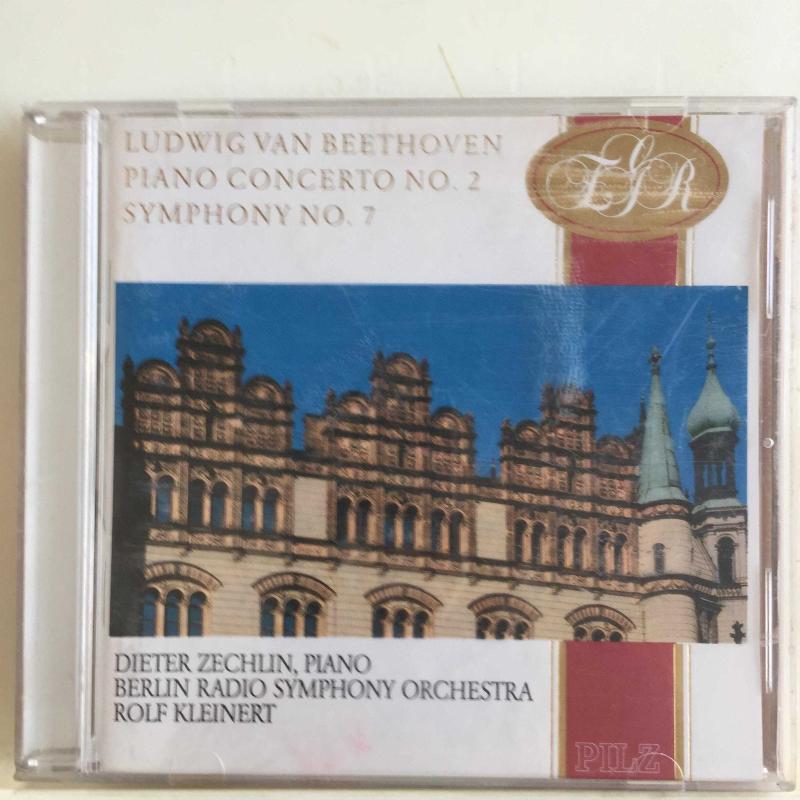 LUDWIG VAN BEETHOVEN
PIANO CONCERTO NO. 2
SYMPHONY NO. 7
EGR
DIETER ZECHLIN, PIANO
BERLIN RADIO SYMPHONY ORCHESTRA
ROLF KLEINERT
PILZ